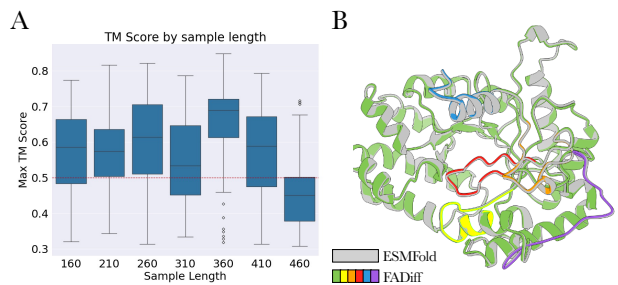 A
TM Score by sample length
Max TM Score
0.8
0.7
0.6
0.5
0.4
0.3
160 210 260 310 360 410 460
Sample Length
B
ESMFold
FADiff